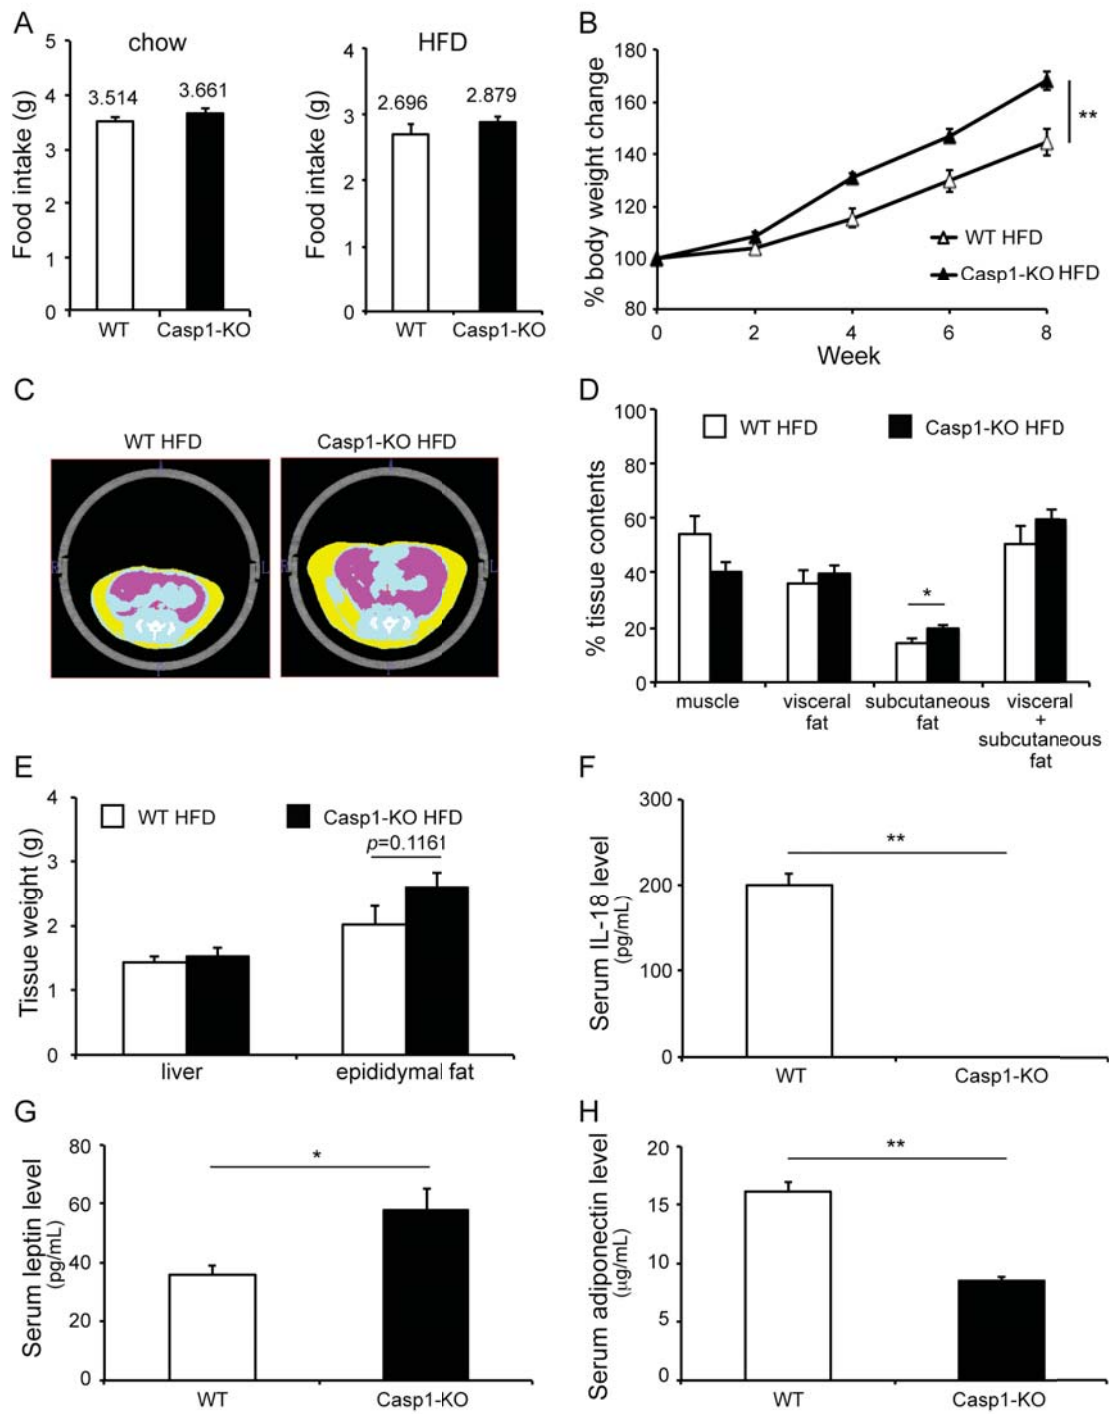 A
chow
HFD
Food intake (g)
5
4
3
2
1
0
3.514
3.661
WT
Casp1-KO
Food intake (g)
4
3
2
1
0
2.696
2.879
WT
Casp1-KO
B
% body weight change
180
160
140
120
100
80
**
WT HFD
Casp1-KO HFD
0
2
4
6
8
Week
C
WT HFD
Casp1-KO HFD
R
L
R
L
D
% tissue contents
100
80
60
40
20
0
WT HFD
Casp1-KO HFD
*
muscle
visceral
fat
subcutaneous
fat
visceral
+
subcutaneous
fat
E
Tissue weight (g)
4
3
2
1
0
WT HFD
Casp1-KO HFD
p=0.1161
liver
epididymal fat
F
Serum IL-18 level
(pg/mL)
300
200
100
0
**
WT
Casp1-KO
G
Serum leptin level
(pg/mL)
80
60
40
20
0
*
WT
Casp1-KO
H
Serum adiponectin level
(µg/mL)
20
15
10
5
0
**
WT
Casp1-KO